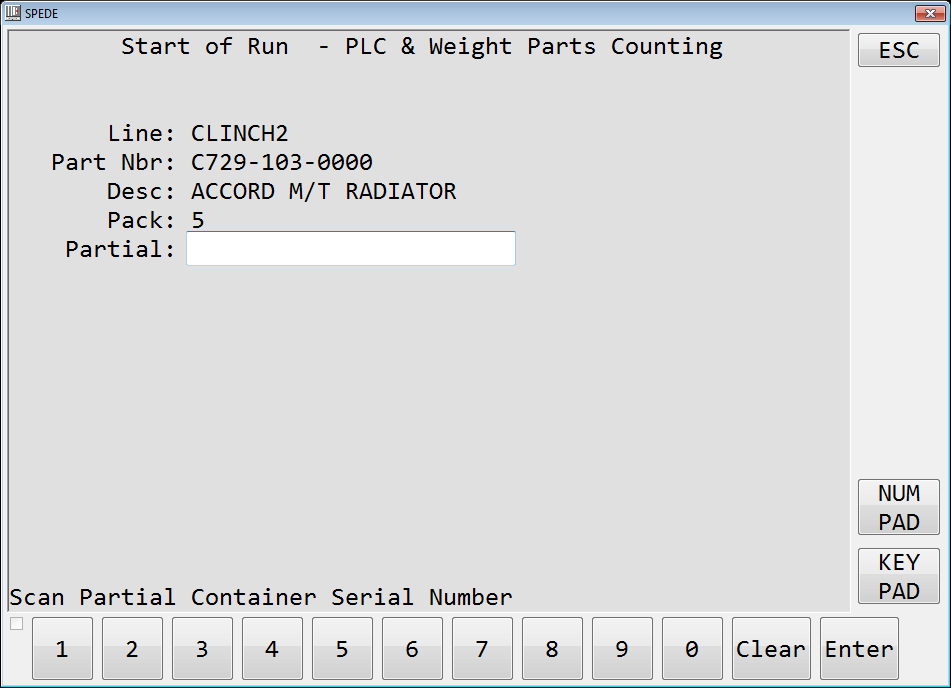 SPEDE
Start of Run - PLC & Weight Parts Counting
ESC
Line: CLINCH2
Part Nbr: C729-103-0000
Desc: ACCORD M/T RADIATOR
Pack: 5
Partial:
NUM
PAD
KEY
PAD
Scan Partial Container Serial Number
1 2 3 4 5 6 7 8 9 0 Clear Enter